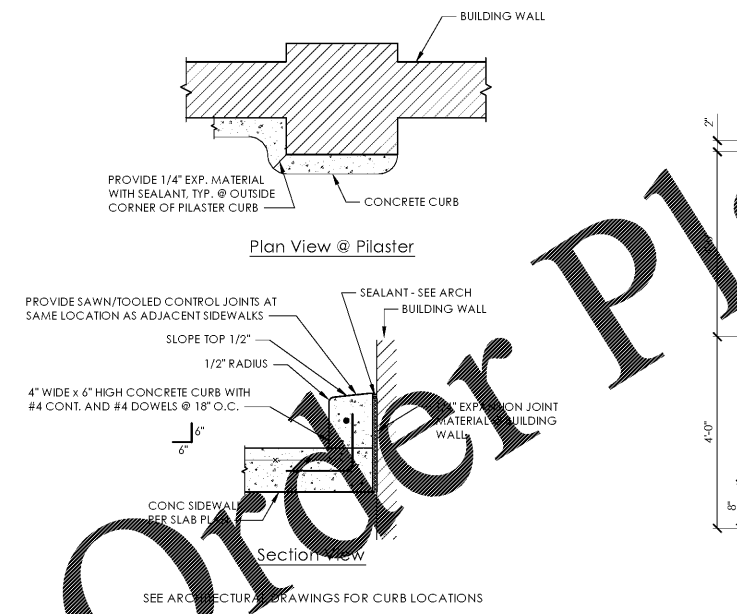 BUILDING WALL
PROVIDE 1/4" EXP. MATERIAL
WITH SEALANT, TYP. @ OUTSIDE
CORNER OF PILASTER CURB
CONCRETE CURB
Plan View @ Pilaster
PROVIDE SAWN/TOOLED CONTROL JOINTS AT
SAME LOCATION AS ADJACENT SIDEWALKS
SEALANT - SEE ARCH
BUILDING WALL
SLOPE TOP 1/2"
1/2" RADIUS
4" WIDE x 6" HIGH CONCRETE CURB WITH
#4 CONT. AND #4 DOWELS @ 18" O.C.
EXPANSION JOINT
MATERIAL @ BUILDING
WALL
6"
6"
CONC SIDEWALK
PER SLAB PLAN
Section View
SEE ARCHITECTURAL DRAWINGS FOR CURB LOCATIONS
2"
4'-0"
8"
Order Pl